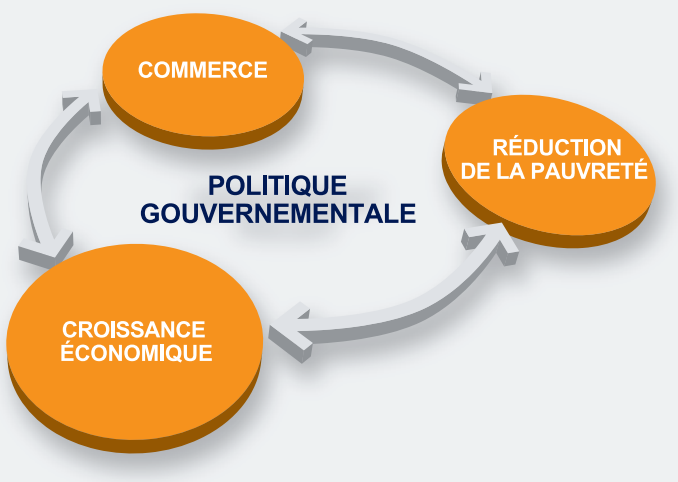 COMMERCE
RÉDUCTION
DE LA PAUVRETÉ
POLITIQUE
GOUVERNEMENTALE
CROISSANCE
ÉCONOMIQUE